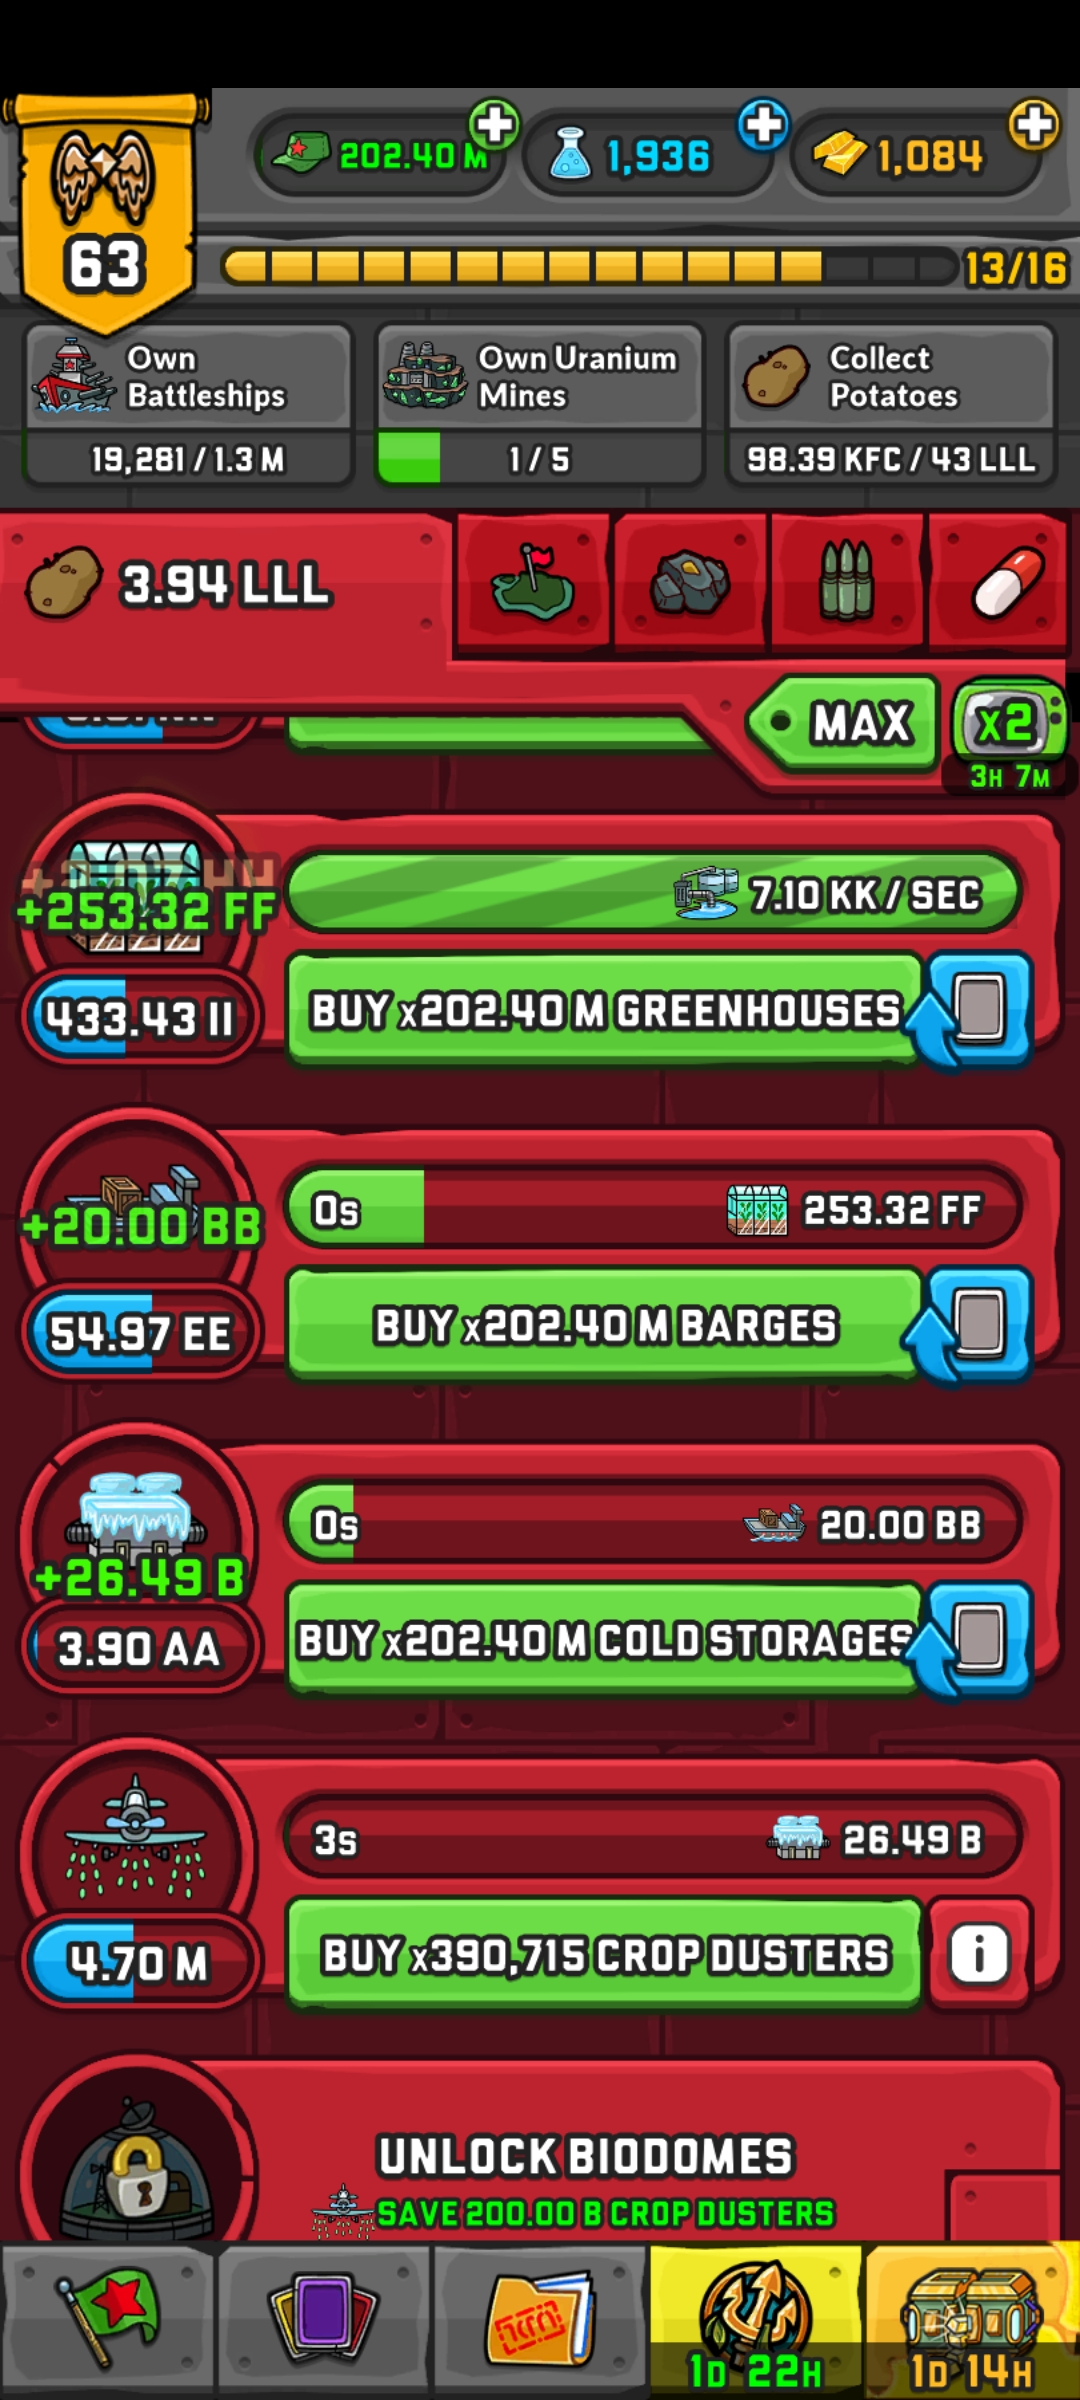 202.40 M
1,936
1,084
63
13/16
Own
Battleships
19,281 / 1.3 M
Own Uranium
Mines
1 / 5
Collect
Potatoes
98.39 KFC / 43 LLL
3.94 LLL
MAX
x2
3H 7M
+253.32 FF
7.10 KK / SEC
433.43 II
BUY x202.40 M GREENHOUSES
+20.00 BB
0s
253.32 FF
54.97 EE
BUY x202.40 M BARGES
+26.49 B
0s
20.00 BB
3.90 AA
BUY x202.40 M COLD STORAGES
3s
26.49 B
4.70 M
BUY x390,715 CROP DUSTERS
i
UNLOCK BIODOMES
SAVE 200.00 B CROP DUSTERS
1D 22H
1D 14H